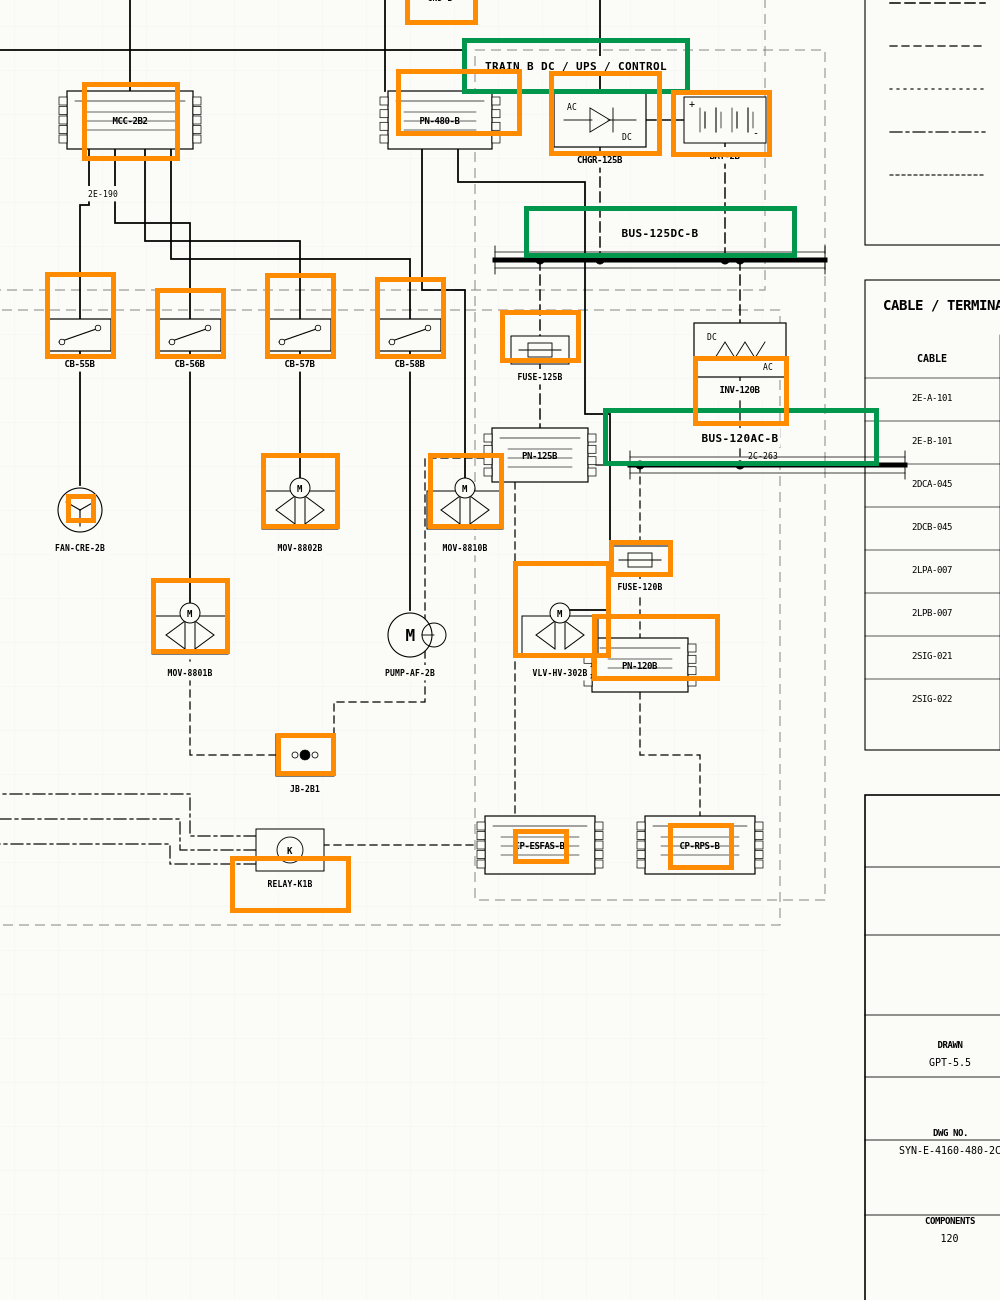 TRAIN B DC / UPS / CONTROL
MCC-2B2
PN-480-B
AC
DC
+
-
CHGR-125B
2E-190
BUS-125DC-B
CABLE / TERMINA
DC
AC
CB-55B
CB-56B
CB-57B
CB-58B
FUSE-125B
INV-120B
CABLE
2E-A-101
BUS-120AC-B
2E-B-101
PN-125B
2C-263
2DCA-045
M
M
2DCB-045
FAN-CRE-2B
MOV-8802B
MOV-8810B
2LPA-007
FUSE-120B
2LPB-007
M
M
M
2SIG-021
PN-120B
MOV-8801B
PUMP-AF-2B
VLV-HV-302B
2SIG-022
JB-2B1
K
CP-ESFAS-B
CP-RPS-B
RELAY-K1B
DRAWN
GPT-5.5
DWG NO.
SYN-E-4160-480-2C
COMPONENTS
120